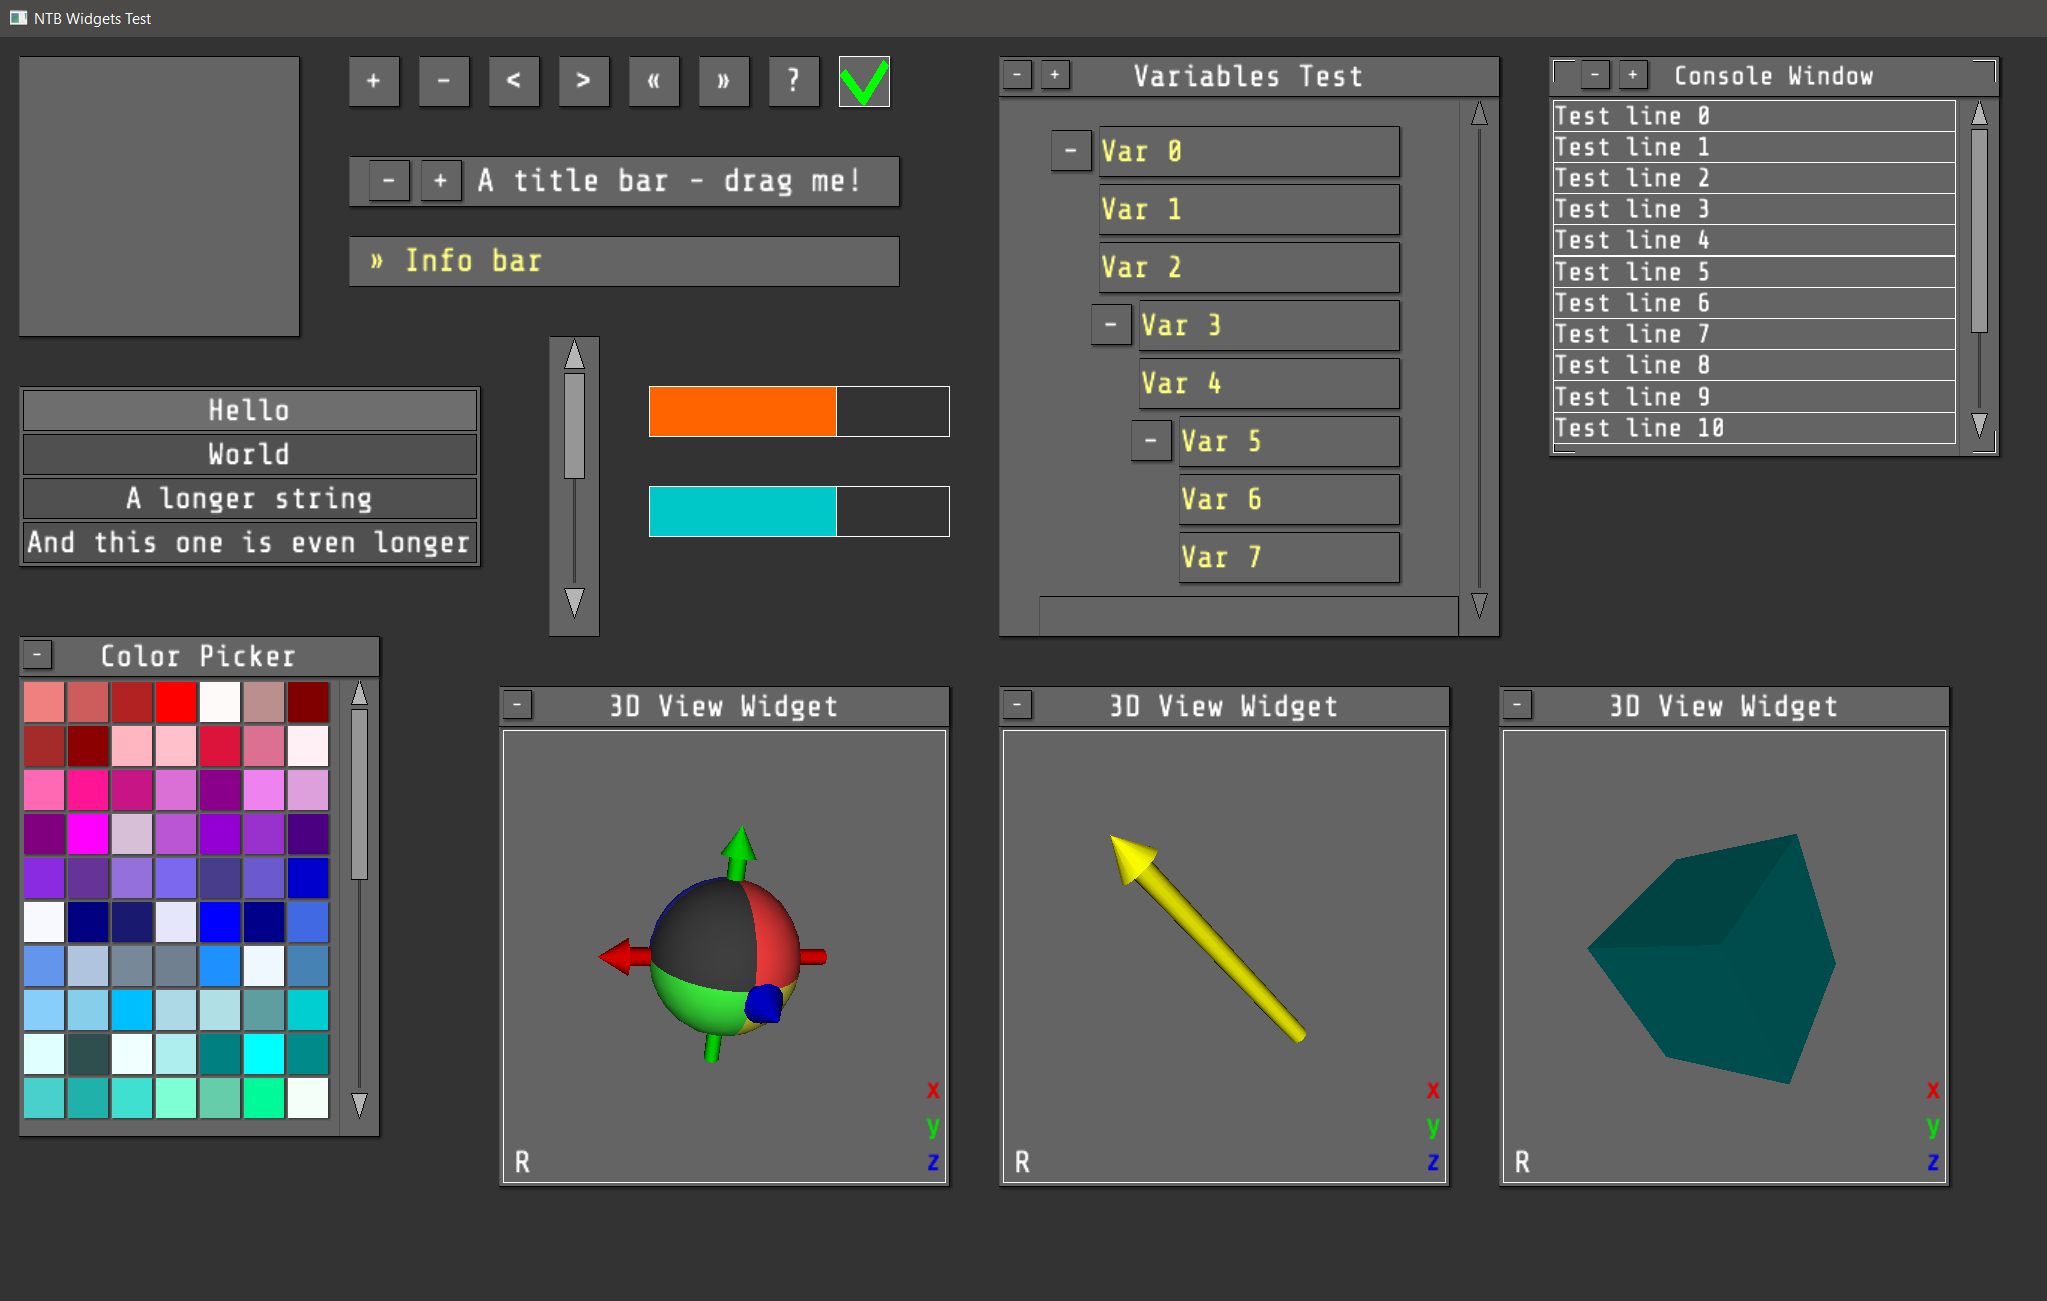 NTB Widgets Test
+ - < > « » ?
- + A title bar - drag me!
» Info bar
Hello
World
A longer string
And this one is even longer
- + Variables Test
- Var 0
Var 1
Var 2
- Var 3
Var 4
- Var 5
Var 6
Var 7
- + Console Window
Test line 0
Test line 1
Test line 2
Test line 3
Test line 4
Test line 5
Test line 6
Test line 7
Test line 8
Test line 9
Test line 10
- Color Picker
- 3D View Widget
x
y
R z
- 3D View Widget
x
y
R z
- 3D View Widget
x
y
R z